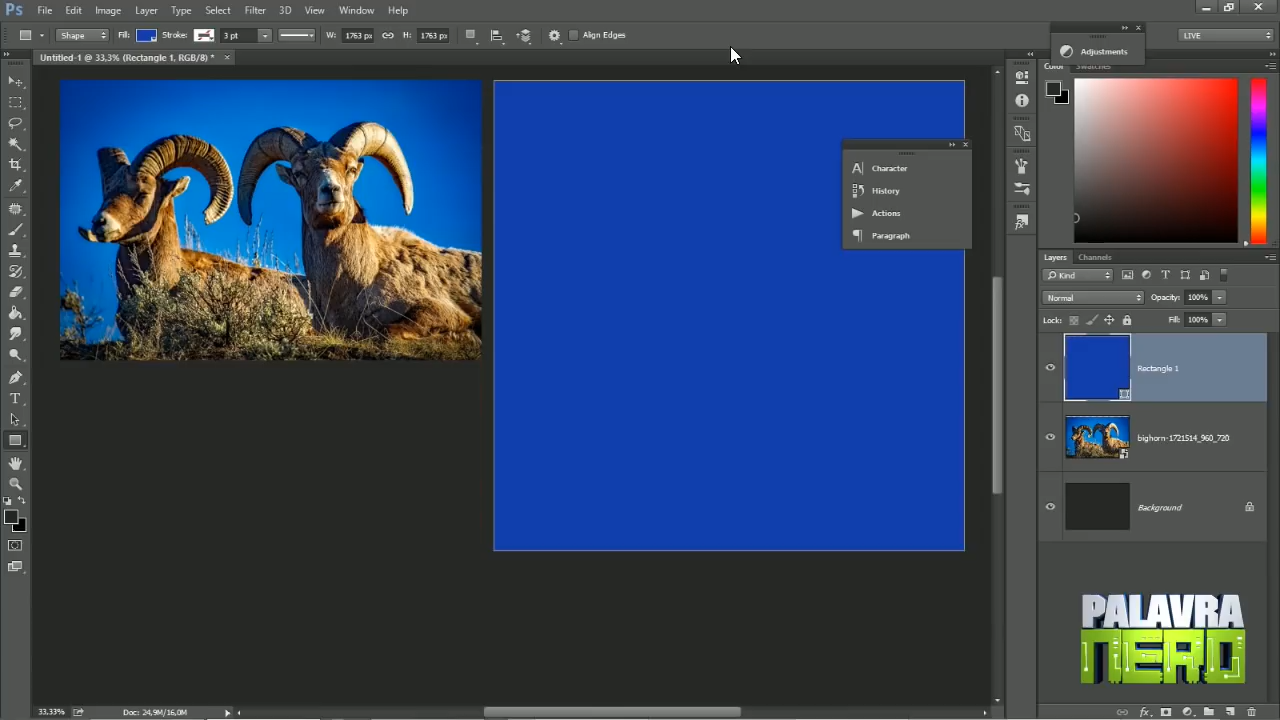 Ps File Edit Image Layer Type Select Filter 3D View Window Help
Shape Fill: Stroke: 3 pt W: 1763 px H: 1763 px Align Edges LIVE
Untitled-1 @ 33,3% (Rectangle 1, RGB/8) *
Adjustments
Color Swatches
Character
History
Actions
Paragraph
Layers Channels
Kind
Normal Opacity: 100%
Lock: Fill: 100%
Rectangle 1
bighorn-1721514_960_720
Background
PALAVRA
NERD
33,33% Doc: 24,9M/16,0M